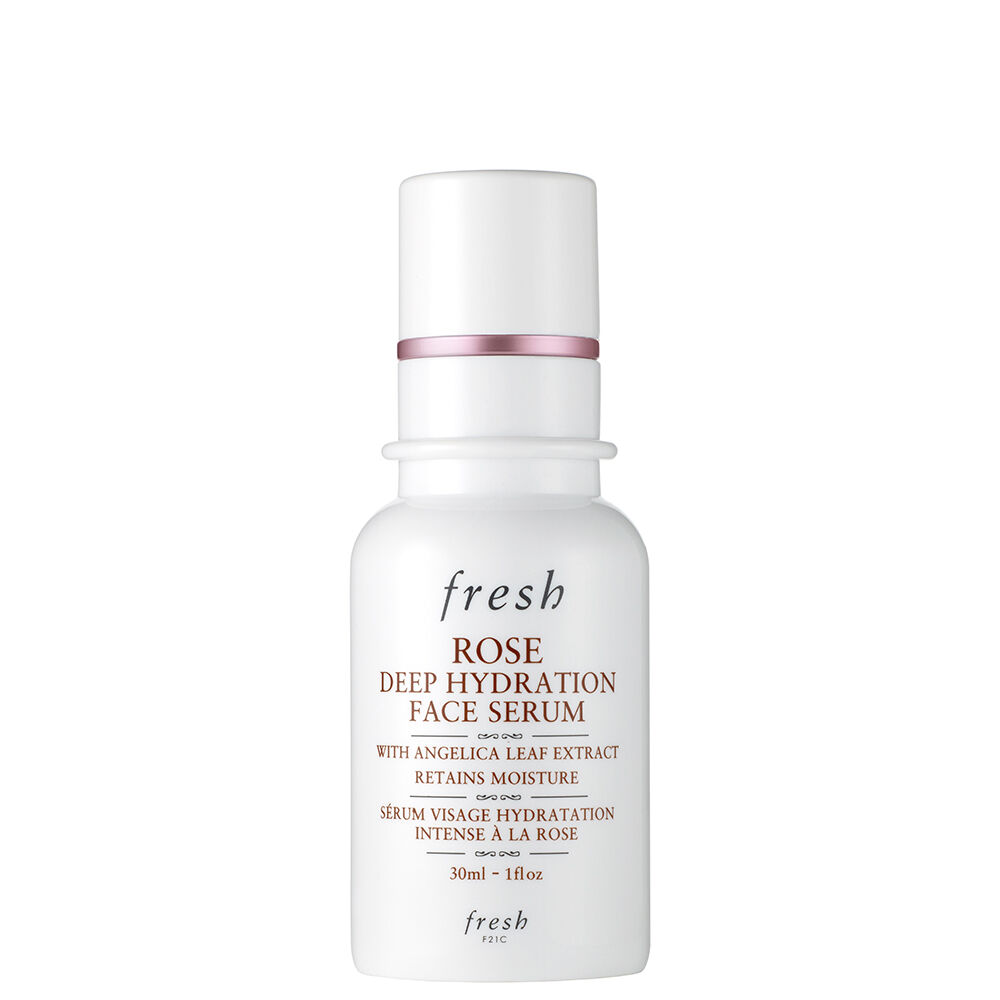 fresh
ROSE
DEEP HYDRATION
FACE SERUM
WITH ANGELICA LEAF EXTRACT
RETAINS MOISTURE
SÉRUM VISAGE HYDRATATION
INTENSE À LA ROSE
30ml - 1fl oz
fresh
F21C